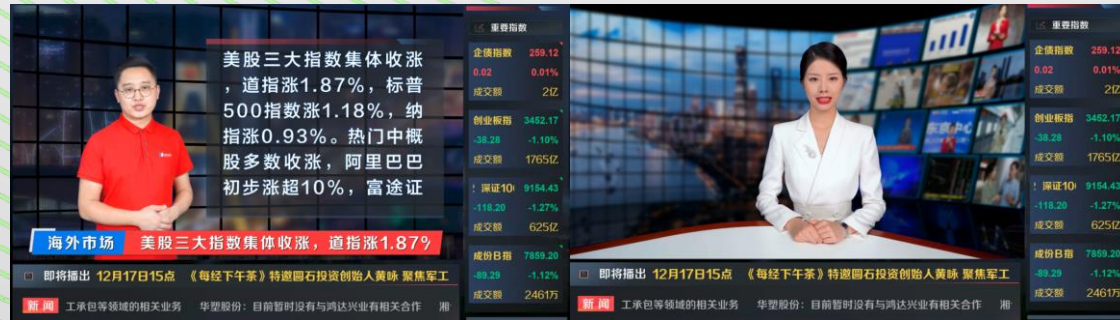 美股三大指数集体收涨
，道指涨1.87%，标普
500指数涨1.18%，纳
指涨0.93%。热门中概
股多数收涨，阿里巴巴
初步涨超10%，富途证
海外市场 美股三大指数集体收涨，道指涨1.87%
即将播出 12月17日15点 《每经下午茶》特邀圆石投资创始人黄咏 聚焦军工
新闻 工承包等领域的相关业务 华塑股份：目前暂时没有与鸿达兴业有相关合作 湘
重要指数
企债指数 259.12
0.02 0.01%
成交额 2亿
创业板指 3452.17
-38.28 -1.10%
成交额 1765亿
深证10 9154.43
-118.20 -1.27%
成交额 625亿
成份B指 7859.20
-89.29 -1.12%
成交额 2461万
东京中心
即将播出 12月17日15点 《每经下午茶》特邀圆石投资创始人黄咏 聚焦军工
新闻 工承包等领域的相关业务 华塑股份：目前暂时没有与鸿达兴业有相关合作 湘
重要指数
企债指数 259.12
0.02 0.01%
成交额 2亿
创业板指 3452.17
-38.28 -1.10%
成交额 1765亿
深证10 9154.43
-118.20 -1.27%
成交额 625亿
成份B指 7859.20
-89.29 -1.12%
成交额 2461万